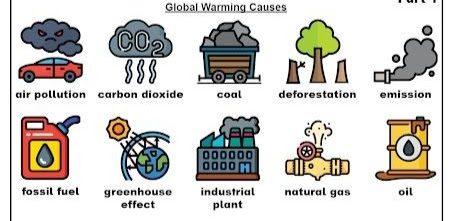 Global Warming Causes
CO2
air pollution carbon dioxide coal deforestation emission
fossil fuel greenhouse effect industrial plant natural gas oil